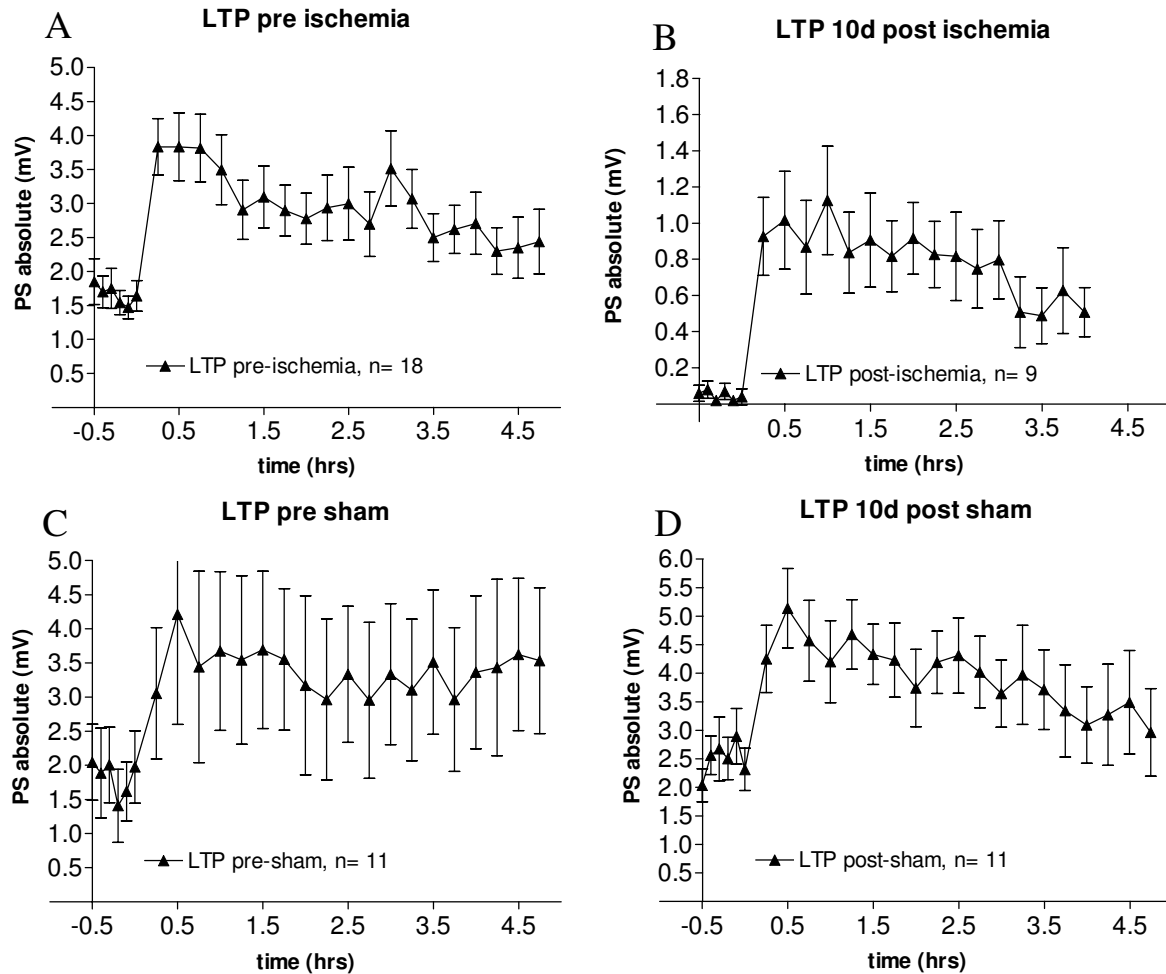 A
LTP pre ischemia
5.0
4.5
4.0
3.5
3.0
2.5
2.0
1.5
1.0
0.5
PS absolute (mV)
LTP pre-ischemia, n= 18
-0.5 0.5 1.5 2.5 3.5 4.5
time (hrs)
B
LTP 10d post ischemia
1.8
1.6
1.4
1.2
1.0
0.8
0.6
0.4
0.2
PS absolute (mV)
LTP post-ischemia, n= 9
-0.5 0.5 1.5 2.5 3.5 4.5
time (hrs)
C
LTP pre sham
5.0
4.5
4.0
3.5
3.0
2.5
2.0
1.5
1.0
0.5
PS absolute (mV)
LTP pre-sham, n= 11
-0.5 0.5 1.5 2.5 3.5 4.5
time (hrs)
D
LTP 10d post sham
6.0
5.5
5.0
4.5
4.0
3.5
3.0
2.5
2.0
1.5
1.0
0.5
PS absolute (mV)
LTP post-sham, n= 11
-0.5 0.5 1.5 2.5 3.5 4.5
time (hrs)